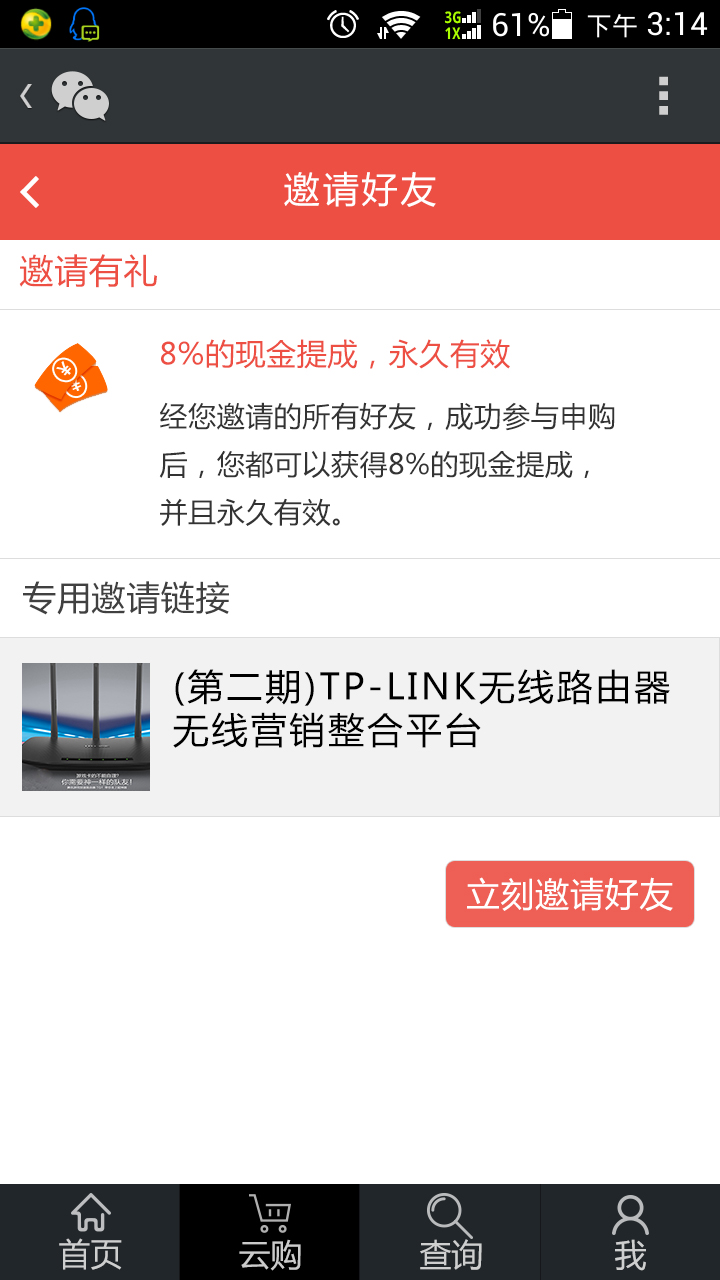 3G
1X
61%
下午 3:14
邀请好友
邀请有礼
8%的现金提成，永久有效
经您邀请的所有好友，成功参与申购
后，您都可以获得8%的现金提成，
并且永久有效。
专用邀请链接
(第二期)TP-LINK无线路由器
无线营销整合平台
你需要神一样的队友！
立刻邀请好友
首页
云购
查询
我